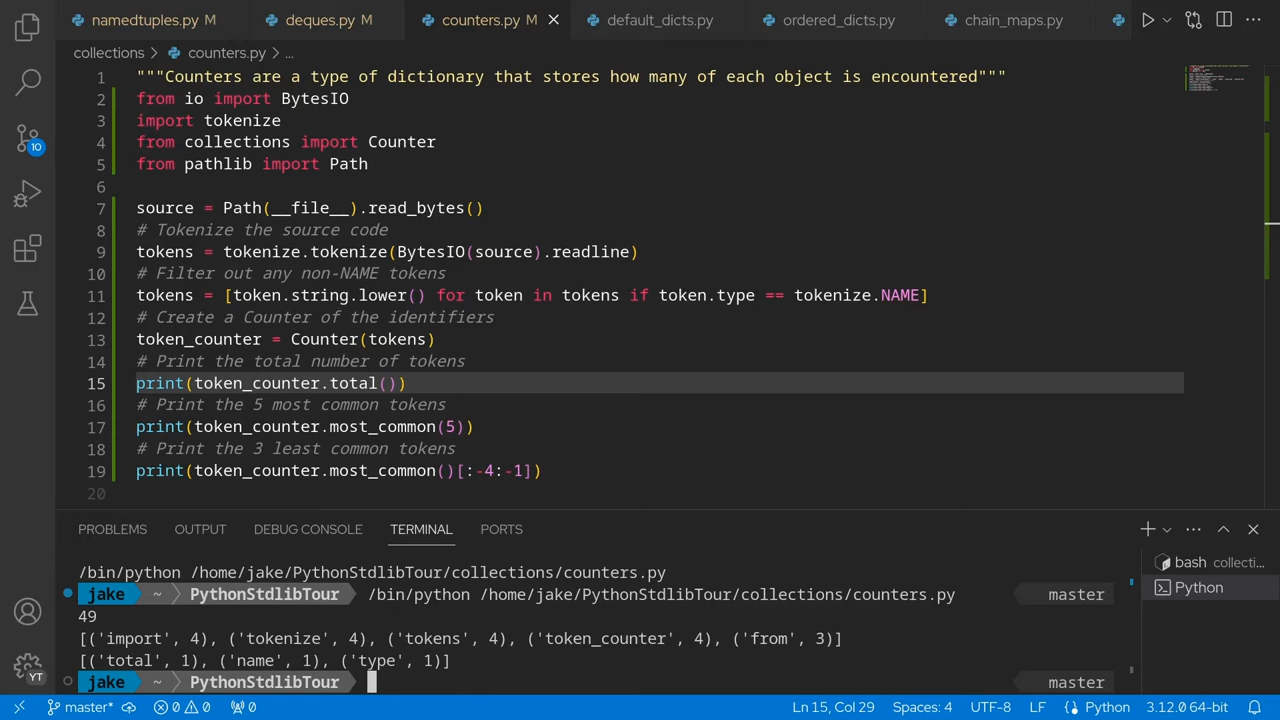 namedtuples.py M deques.py M counters.py M default_dicts.py ordered_dicts.py chain_maps.py
collections > counters.py > ...
1 """Counters are a type of dictionary that stores how many of each object is encountered"""
2 from io import BytesIO
3 import tokenize
4 from collections import Counter
5 from pathlib import Path
6
7 source = Path(__file__).read_bytes()
8 # Tokenize the source code
9 tokens = tokenize.tokenize(BytesIO(source).readline)
10 # Filter out any non-NAME tokens
11 tokens = [token.string.lower() for token in tokens if token.type == tokenize.NAME]
12 # Create a Counter of the identifiers
13 token_counter = Counter(tokens)
14 # Print the total number of tokens
15 print(token_counter.total())
16 # Print the 5 most common tokens
17 print(token_counter.most_common(5))
18 # Print the 3 least common tokens
19 print(token_counter.most_common()[:-4:-1])
20
10
PROBLEMS OUTPUT DEBUG CONSOLE TERMINAL PORTS
/bin/python /home/jake/PythonStdlibTour/collections/counters.py
jake ~ PythonStdlibTour /bin/python /home/jake/PythonStdlibTour/collections/counters.py master
49
[('import', 4), ('tokenize', 4), ('tokens', 4), ('token_counter', 4), ('from', 3)]
[('total', 1), ('name', 1), ('type', 1)]
jake ~ PythonStdlibTour master
bash collecti...
Python
YT
master* 0 0 0 Ln 15, Col 29 Spaces: 4 UTF-8 LF Python 3.12.0 64-bit